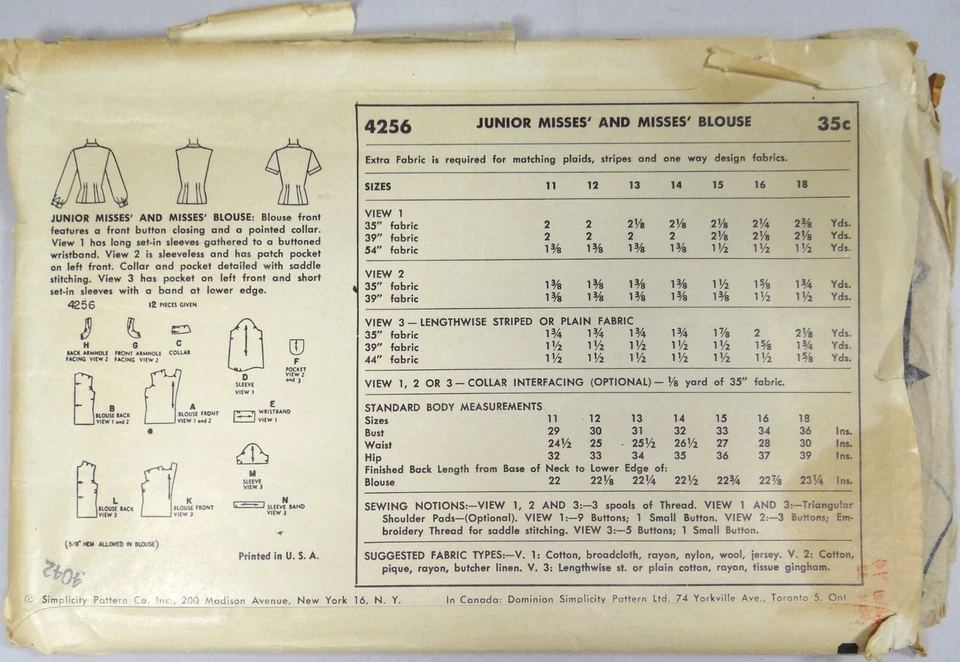 JUNIOR MISSES' AND MISSES' BLOUSE: Blouse front
features a front button closing and a pointed collar.
View 1 has long set-in sleeves gathered to a buttoned
wristband. View 2 is sleeveless and has patch pocket
on left front. Collar and pocket detailed with saddle
stitching. View 3 has pocket on left front and short
set-in sleeves with a band at lower edge.
4256 12 PIECES GIVEN
H
BACK ARMHOLE
FACING VIEW 2
G
FRONT ARMHOLE
FACING VIEW 2
C
COLLAR
D
SLEEVE
VIEW 1
F
POCKET
VIEW 2
and 3
B
BLOUSE BACK
VIEW 1 and 2
A
BLOUSE FRONT
VIEW 1 and 2
E
WRISTBAND
VIEW 1
M
SLEEVE
VIEW 3
L
BLOUSE BACK
VIEW 3
K
BLOUSE FRONT
VIEW 3
N
SLEEVE BAND
VIEW 3
(5/8" HEM ALLOWED IN BLOUSE)
Printed in U. S. A.
4042
4256 JUNIOR MISSES' AND MISSES' BLOUSE 35c
Extra Fabric is required for matching plaids, stripes and one way design fabrics.
SIZES 11 12 13 14 15 16 18
VIEW 1
35" fabric 2 2 2⅛ 2⅛ 2⅛ 2¼ 2⅜ Yds.
39" fabric 2 2 2 2 2⅛ 2⅛ 2⅛ Yds.
54" fabric 1⅜ 1⅜ 1⅜ 1⅜ 1½ 1½ 1½ Yds.
VIEW 2
35" fabric 1⅜ 1⅜ 1⅜ 1⅜ 1½ 1⅝ 1¾ Yds.
39" fabric 1⅜ 1⅜ 1⅜ 1⅜ 1⅜ 1½ 1½ Yds.
VIEW 3 — LENGTHWISE STRIPED OR PLAIN FABRIC
35" fabric 1¾ 1¾ 1¾ 1¾ 1⅞ 2 2⅛ Yds.
39" fabric 1½ 1½ 1½ 1½ 1½ 1⅝ 1¾ Yds.
44" fabric 1½ 1½ 1½ 1½ 1½ 1½ 1⅝ Yds.
VIEW 1, 2 OR 3 — COLLAR INTERFACING (OPTIONAL) — ⅛ yard of 35" fabric.
STANDARD BODY MEASUREMENTS
Sizes 11 12 13 14 15 16 18
Bust 29 30 31 32 33 34 36 Ins.
Waist 24½ 25 25½ 26½ 27 28 30 Ins.
Hip 32 33 34 35 36 37 39 Ins.
Finished Back Length from Base of Neck to Lower Edge of:
Blouse 22 22⅛ 22¼ 22½ 22¾ 22⅞ 23¼ Ins.
SEWING NOTIONS:—VIEW 1, 2 AND 3:—3 spools of Thread. VIEW 1 AND 3:—Triangular
Shoulder Pads—(Optional). VIEW 1:—9 Buttons; 1 Small Button. VIEW 2:—3 Buttons; Em-
broidery Thread for saddle stitching. VIEW 3:—5 Buttons; 1 Small Button.
SUGGESTED FABRIC TYPES:—V. 1: Cotton, broadcloth, rayon, nylon, wool, jersey. V. 2: Cotton,
pique, rayon, butcher linen. V. 3: Lengthwise st. or plain cotton, rayon, tissue gingham.
© Simplicity Pattern Co. Inc., 200 Madison Avenue, New York 16, N. Y. In Canada: Dominion Simplicity Pattern Ltd. 74 Yorkville Ave., Toronto 5. Ont